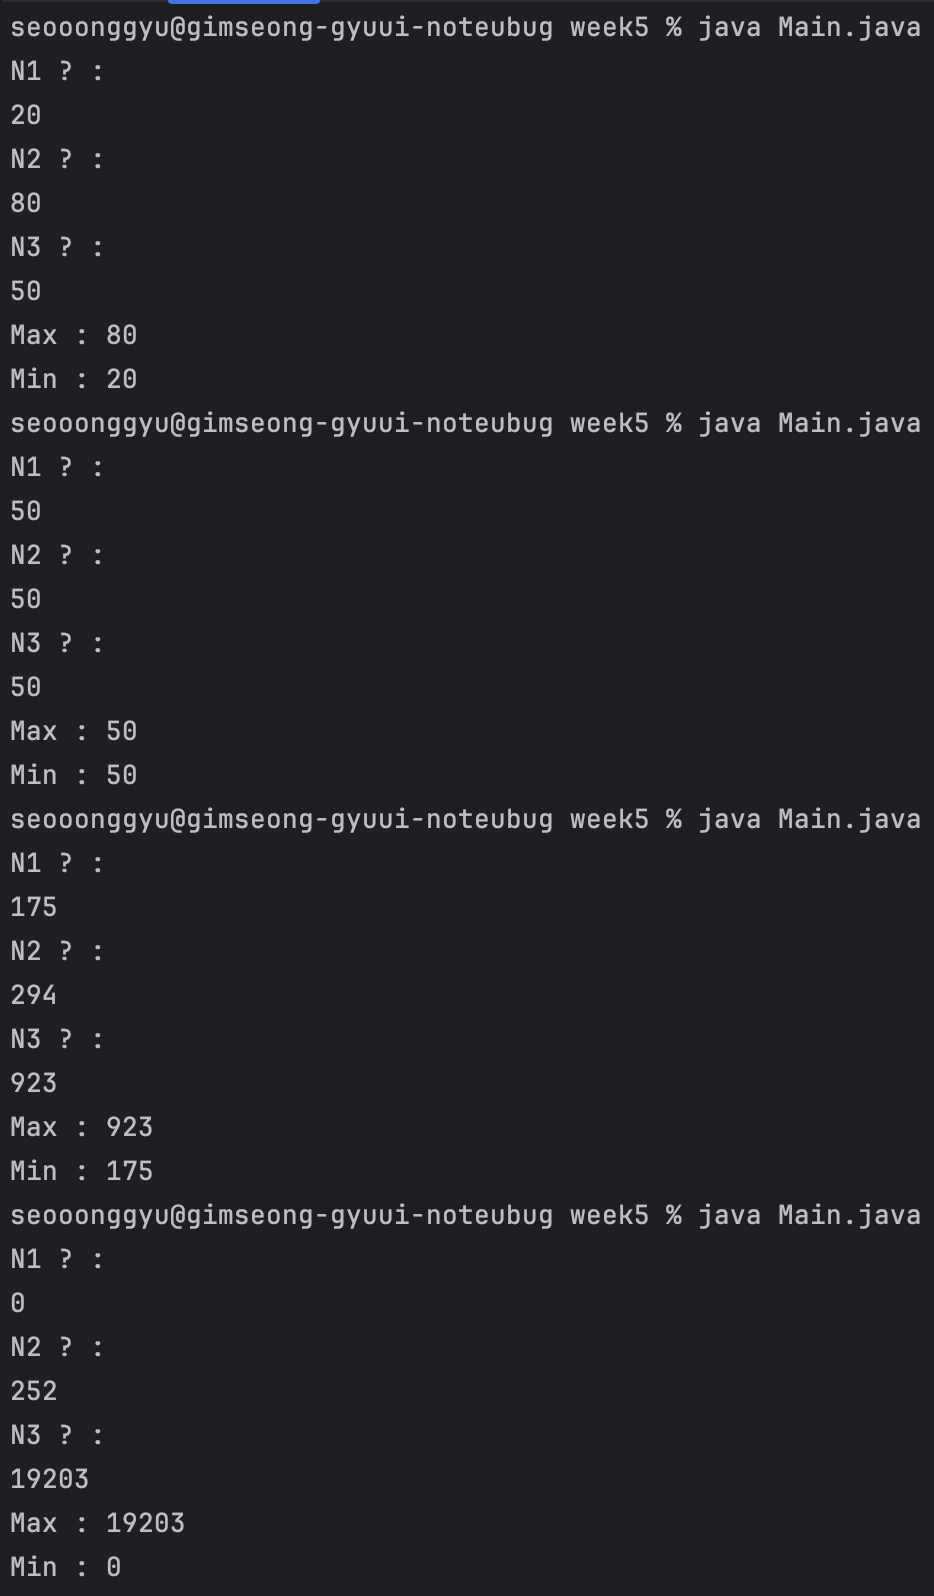 seooonggyu@gimseong-gyuui-noteubug week5 % java Main.java
N1 ? :
20
N2 ? :
80
N3 ? :
50
Max : 80
Min : 20
seooonggyu@gimseong-gyuui-noteubug week5 % java Main.java
N1 ? :
50
N2 ? :
50
N3 ? :
50
Max : 50
Min : 50
seooonggyu@gimseong-gyuui-noteubug week5 % java Main.java
N1 ? :
175
N2 ? :
294
N3 ? :
923
Max : 923
Min : 175
seooonggyu@gimseong-gyuui-noteubug week5 % java Main.java
N1 ? :
0
N2 ? :
252
N3 ? :
19203
Max : 19203
Min : 0